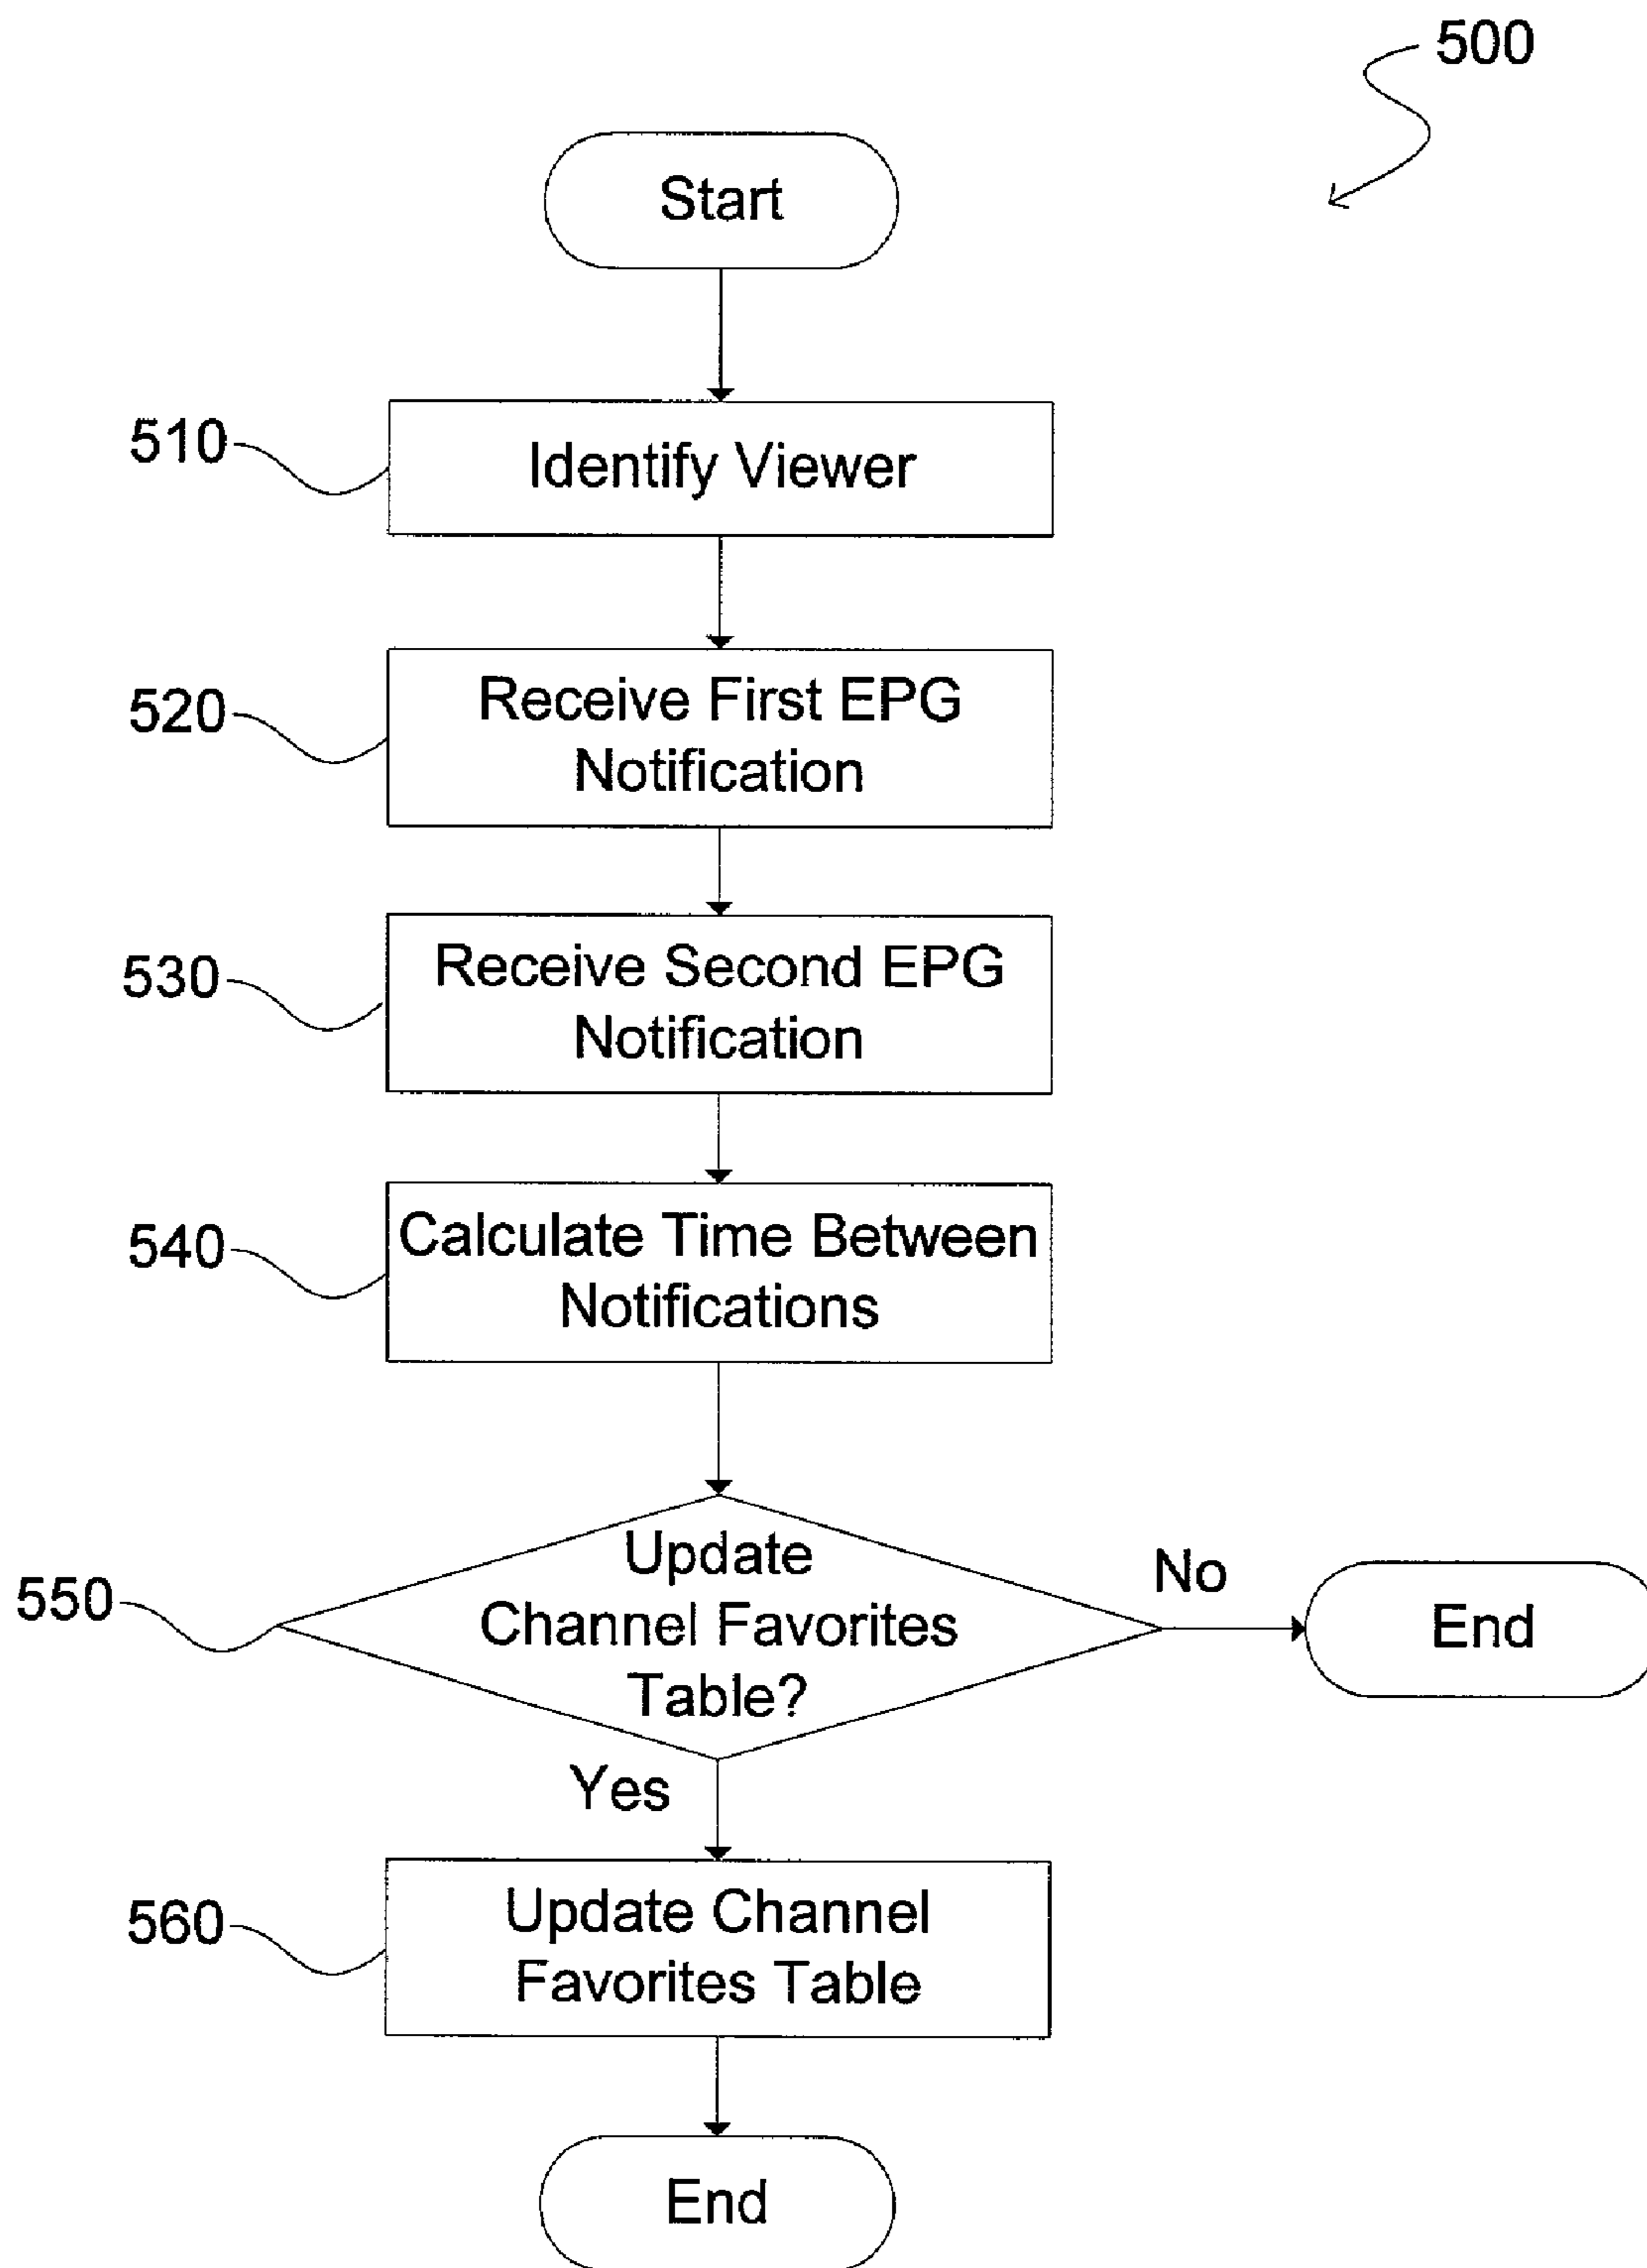 500
Start
510
Identify Viewer
520
Receive First EPG
Notification
530
Receive Second EPG
Notification
540
Calculate Time Between
Notifications
550
Update
Channel Favorites
Table?
No
End
Yes
560
Update Channel
Favorites Table
End